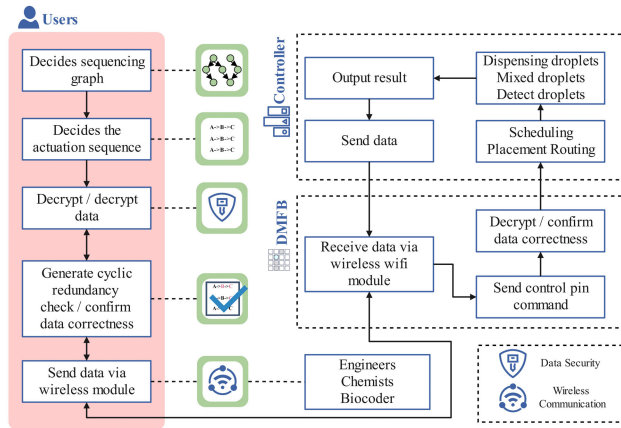 Users
Decides sequencing
graph
Decides the
actuation sequence
A->B->C
A->B->C
A->B->C
Decrypt / decrypt
data
Generate cyclic
redundancy
check / confirm
data correctness
A->B->C
Send data via
wireless module
Engineers
Chemists
Biocoder
Controller
Output result
Send data
Dispensing droplets
Mixed droplets
Detect droplets
Scheduling
Placement Routing
DMFB
Receive data via
wireless wifi
module
Decrypt / confirm
data correctness
Send control pin
command
Data Security
Wireless
Communication